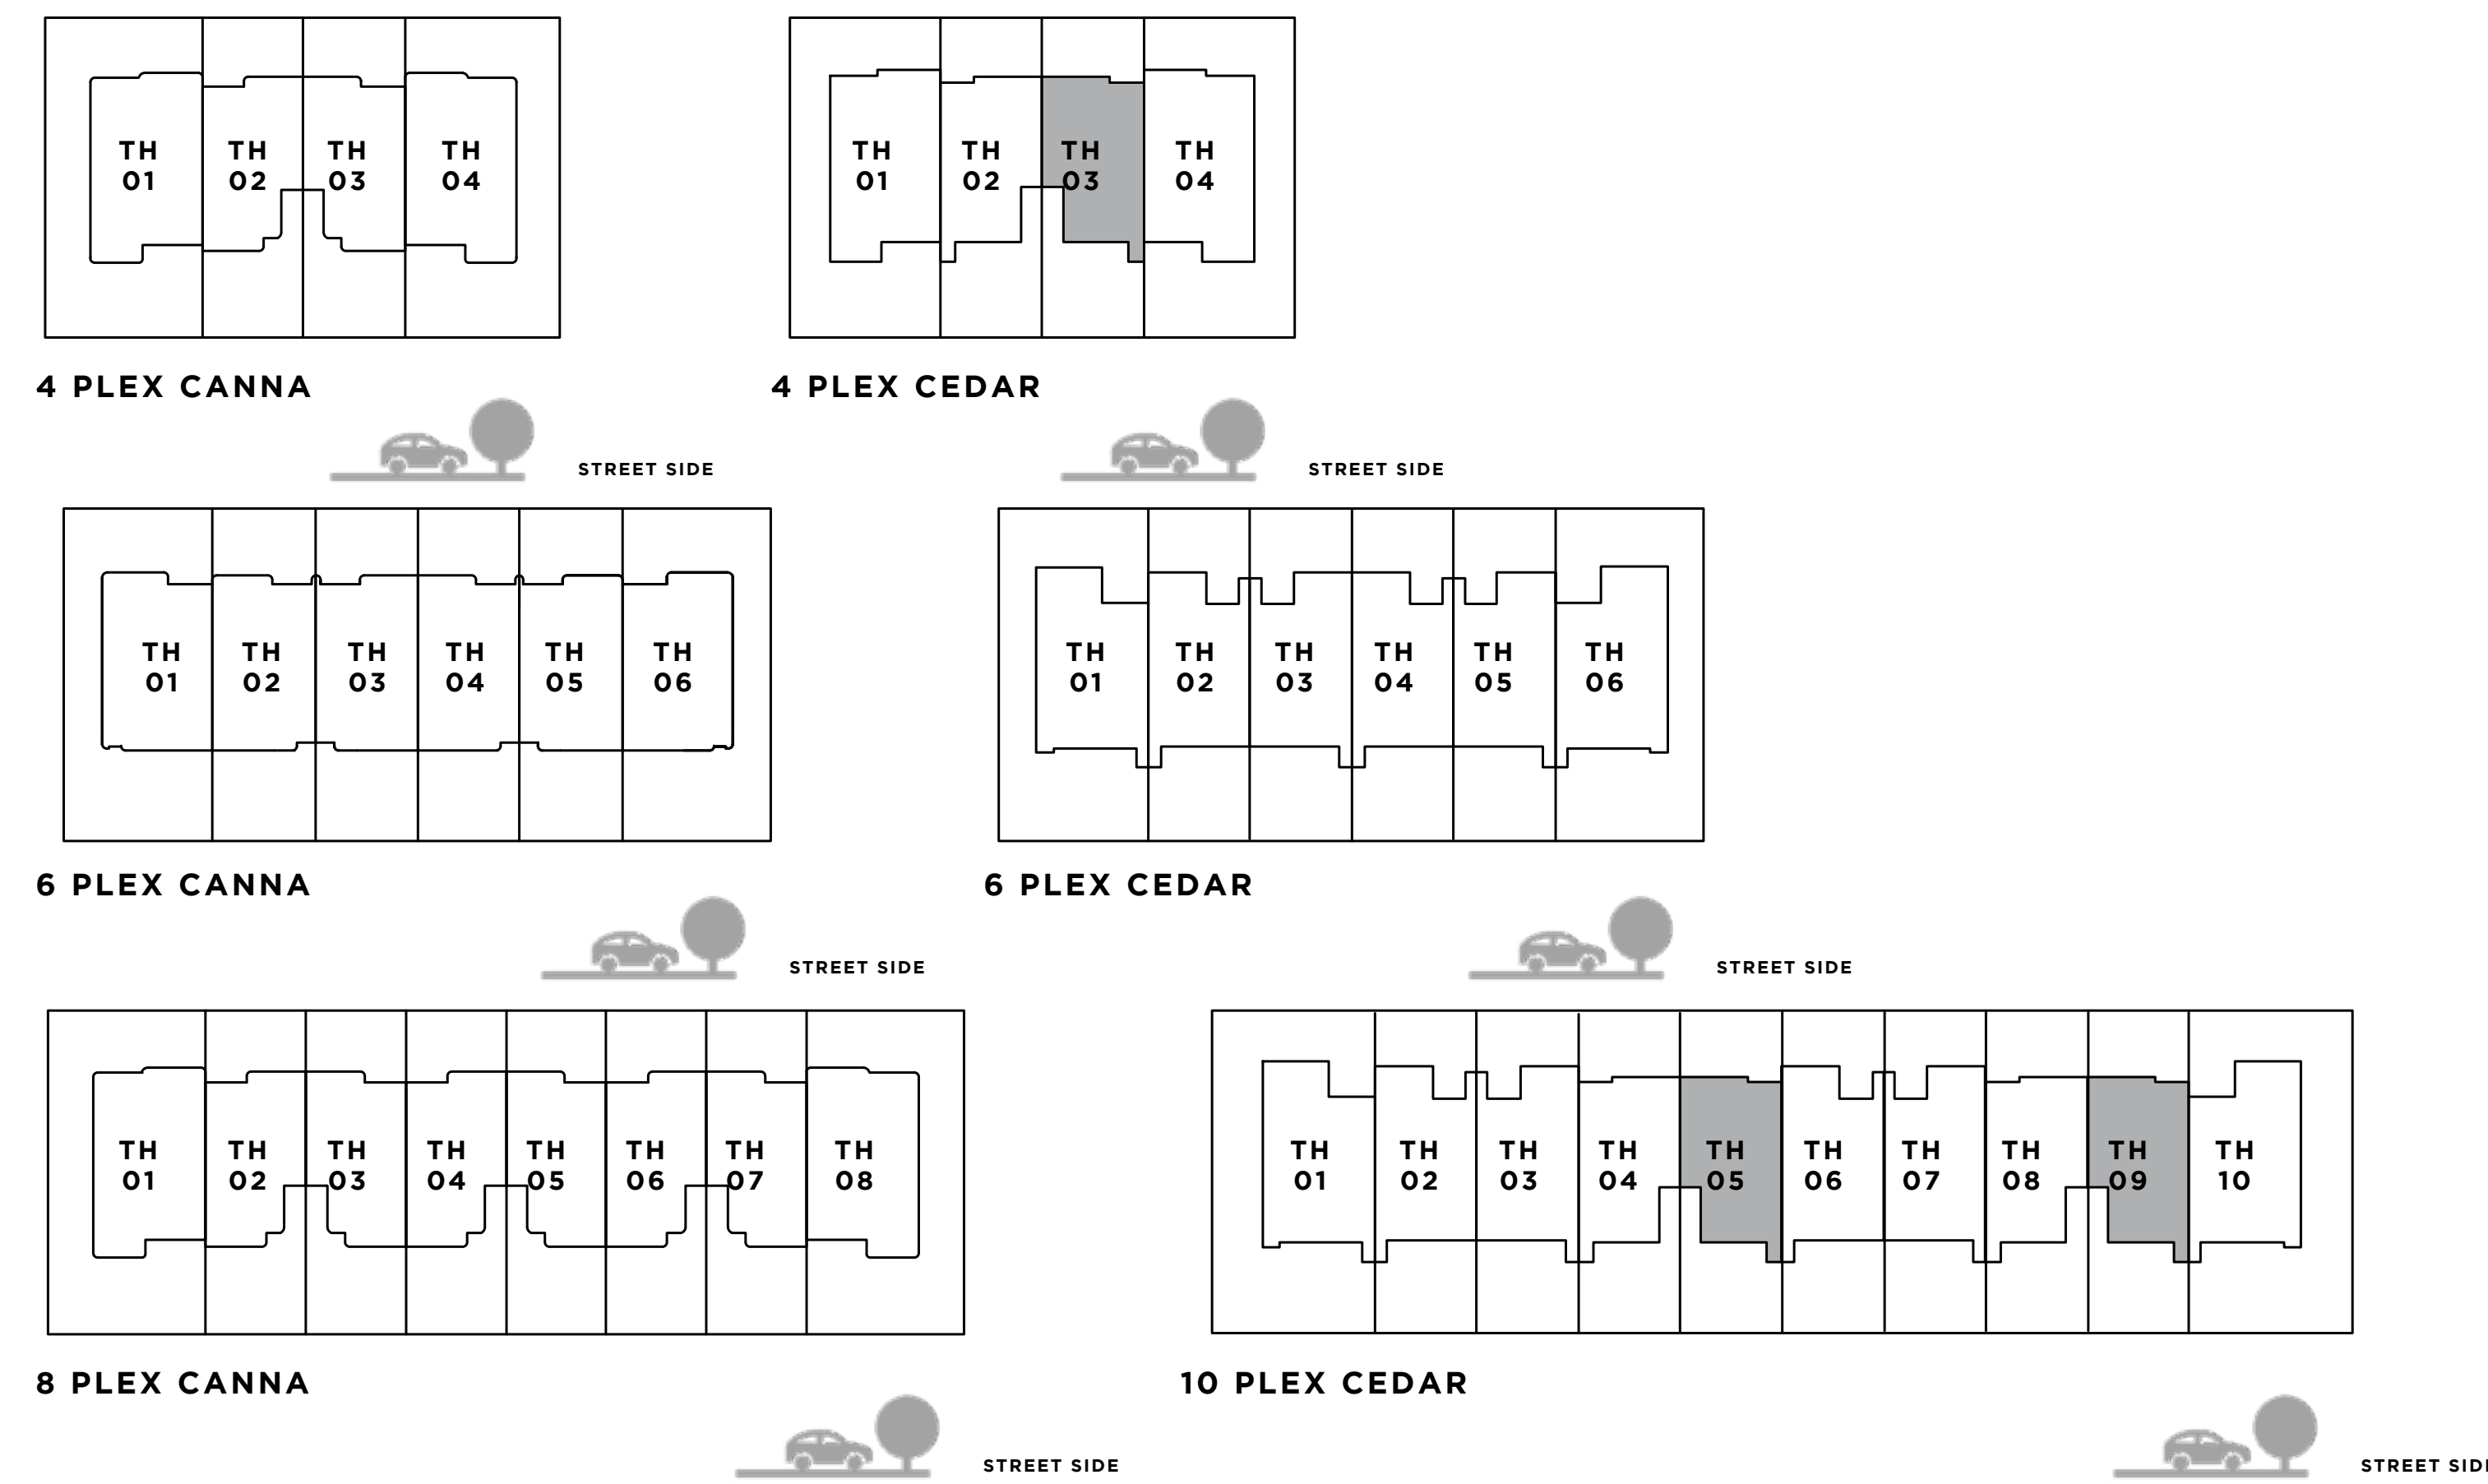 TH TH TH TH
01 02 03 04
4 PLEX CANNA
STREET SIDE
TH TH TH TH
01 02 03 04
4 PLEX CEDAR
STREET SIDE
TH TH TH TH TH TH
01 02 03 04 05 06
6 PLEX CANNA
STREET SIDE
TH TH TH TH TH TH
01 02 03 04 05 06
6 PLEX CEDAR
STREET SIDE
TH TH TH TH TH TH TH TH
01 02 03 04 05 06 07 08
8 PLEX CANNA
STREET SIDE
TH TH TH TH TH TH TH TH TH TH
01 02 03 04 05 06 07 08 09 10
10 PLEX CEDAR
STREET SID